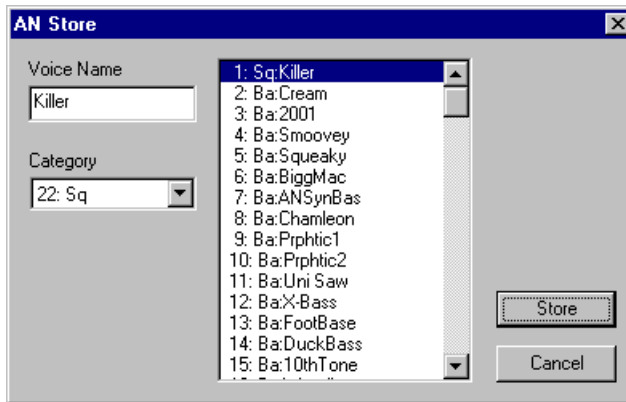 AN Store
Voice Name
Killer
Category
22: Sq
1: Sq:Killer
2: Ba:Cream
3: Ba:2001
4: Ba:Smoovey
5: Ba:Squeaky
6: Ba:BiggMac
7: Ba:ANSynBas
8: Ba:Chamleon
9: Ba:Prphtic1
10: Ba:Prphtic2
11: Ba:Uni Saw
12: Ba:X-Bass
13: Ba:FootBase
14: Ba:DuckBass
15: Ba:10thTone
Store
Cancel